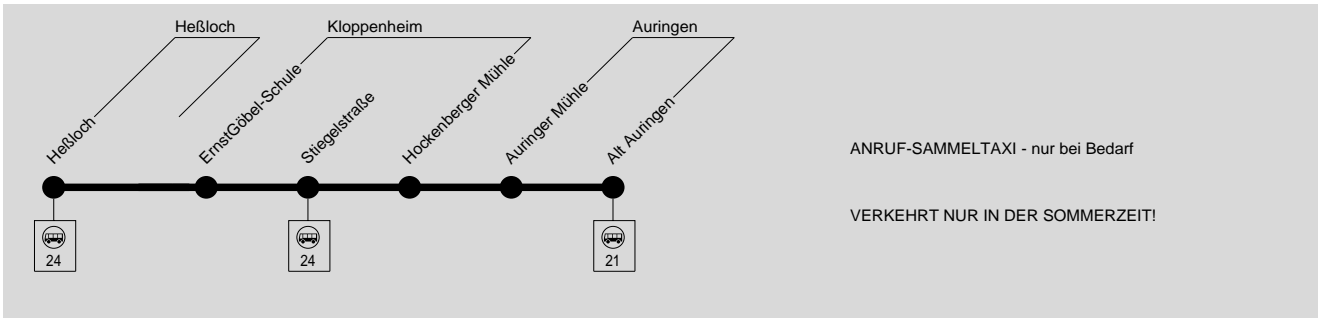 Heßloch
Kloppenheim
Auringen
Heßloch
ErnstGöbel-Schule
Stiegelstraße
Hockenberger Mühle
Auringer Mühle
Alt Auringen
24
24
21
ANRUF-SAMMELTAXI - nur bei Bedarf
VERKEHRT NUR IN DER SOMMERZEIT!